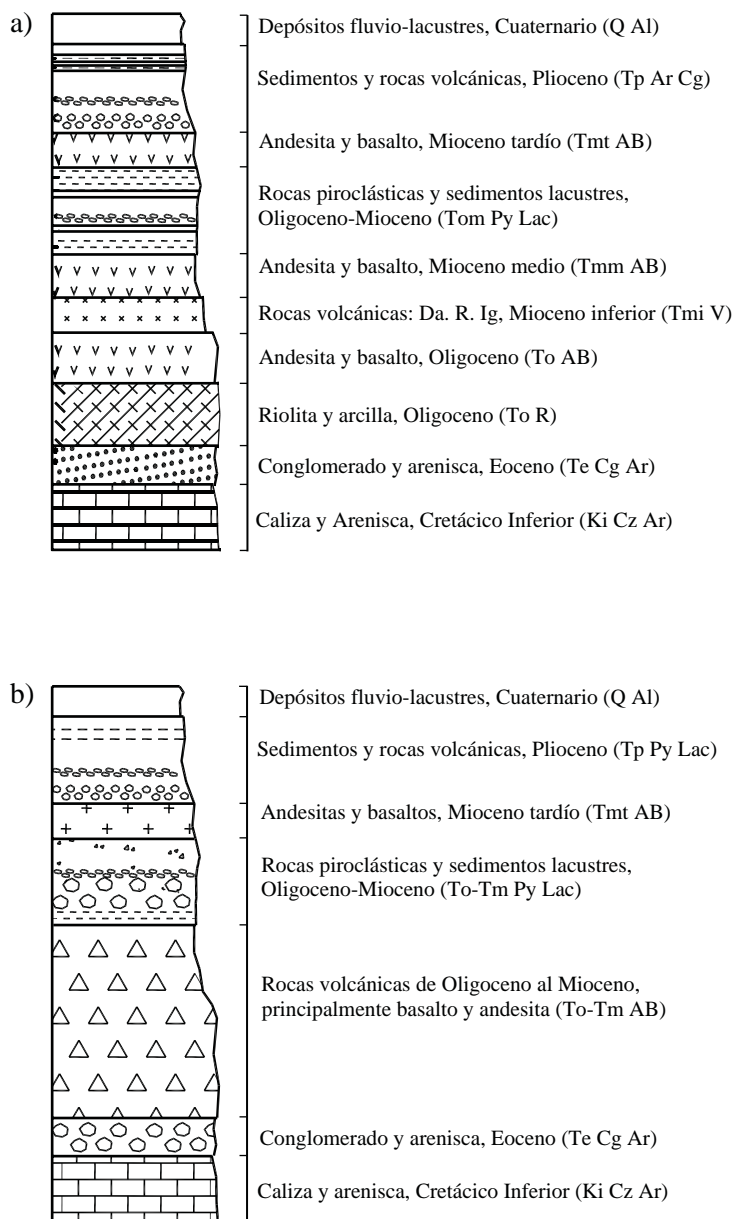 a)
Depósitos fluvio-lacustres, Cuaternario (Q Al)
Sedimentos y rocas volcánicas, Plioceno (Tp Ar Cg)
Andesita y basalto, Mioceno tardío (Tmt AB)
Rocas piroclásticas y sedimentos lacustres,
Oligoceno-Mioceno (Tom Py Lac)
Andesita y basalto, Mioceno medio (Tmm AB)
Rocas volcánicas: Da. R. Ig, Mioceno inferior (Tmi V)
Andesita y basalto, Oligoceno (To AB)
Riolita y arcilla, Oligoceno (To R)
Conglomerado y arenisca, Eoceno (Te Cg Ar)
Caliza y Arenisca, Cretácico Inferior (Ki Cz Ar)
b)
Depósitos fluvio-lacustres, Cuaternario (Q Al)
Sedimentos y rocas volcánicas, Plioceno (Tp Py Lac)
Andesitas y basaltos, Mioceno tardío (Tmt AB)
Rocas piroclásticas y sedimentos lacustres,
Oligoceno-Mioceno (To-Tm Py Lac)
Rocas volcánicas de Oligoceno al Mioceno,
principalmente basalto y andesita (To-Tm AB)
Conglomerado y arenisca, Eoceno (Te Cg Ar)
Caliza y arenisca, Cretácico Inferior (Ki Cz Ar)